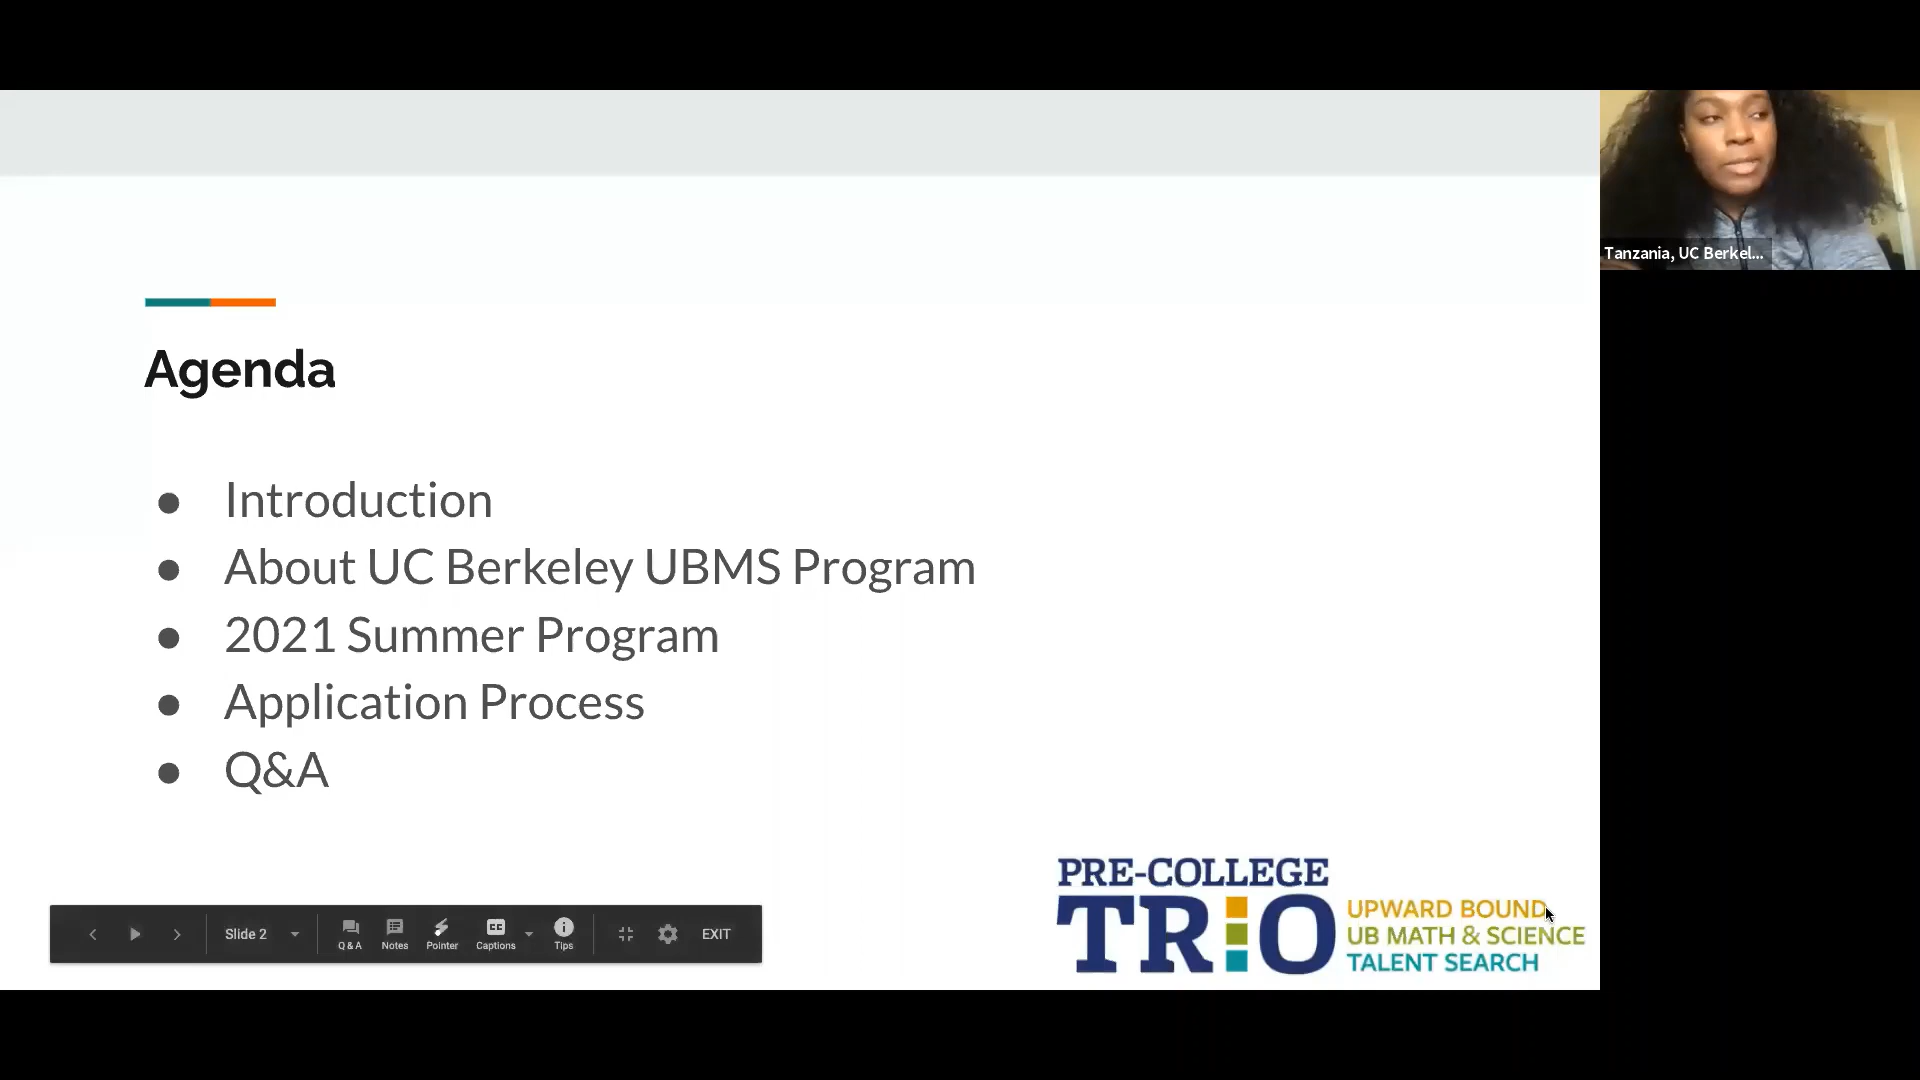 Tanzania, UC Berkel...
Agenda
● Introduction
● About UC Berkeley UBMS Program
● 2021 Summer Program
● Application Process
● Q&A
PRE-COLLEGE
TRIO
UPWARD BOUND
UB MATH & SCIENCE
TALENT SEARCH
Slide 2
Q&A
Notes
Pointer
CC
Captions
Tips
EXIT